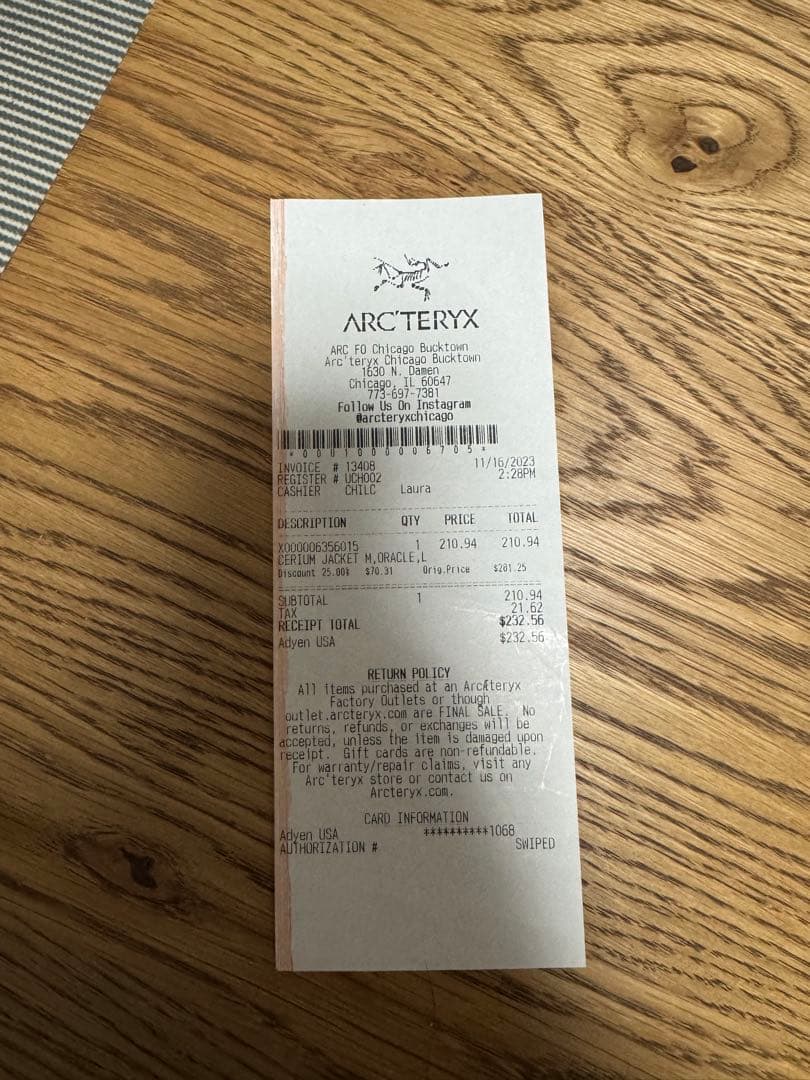 ARC'TERYX
ARC FO Chicago Bucktown
Arc'teryx Chicago Bucktown
1630 N. Damen
Chicago, IL 60647
773-697-7381
Follow Us On Instagram
#arcteryxchicago
*0001000006705*
INVOICE # 13408 11/16/2023
REGISTER # UCH002 2:28PM
CASHIER CHILC Laura
DESCRIPTION QTY PRICE TOTAL
X000006356015 1 210.94 210.94
CERIUM JACKET M,ORACLE,L
Discount 25.00% $70.31 Orig.Price $281.25
SUBTOTAL 1 210.94
TAX 21.62
RECEIPT TOTAL $232.56
Adyen USA $232.56
RETURN POLICY
All items purchased at an Arc'teryx
Factory Outlets or though
outlet.arcteryx.com are FINAL SALE. No
returns, refunds, or exchanges will be
accepted, unless the item is damaged upon
receipt. Gift cards are non-refundable.
For warranty/repair claims, visit any
Arc'teryx store or contact us on
Arcteryx.com.
CARD INFORMATION
Adyen USA **********1068
AUTHORIZATION # SWIPED